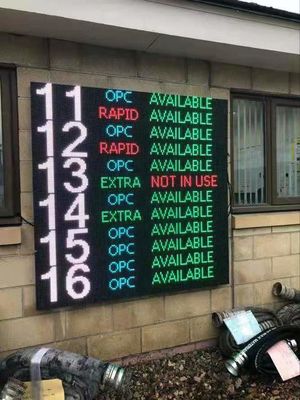 11 OPC AVAILABLE
RAPID AVAILABLE
12 OPC AVAILABLE
RAPID AVAILABLE
13 OPC AVAILABLE
EXTRA NOT IN USE
14 OPC AVAILABLE
EXTRA AVAILABLE
15 OPC AVAILABLE
OPC AVAILABLE
16 OPC AVAILABLE
OPC AVAILABLE